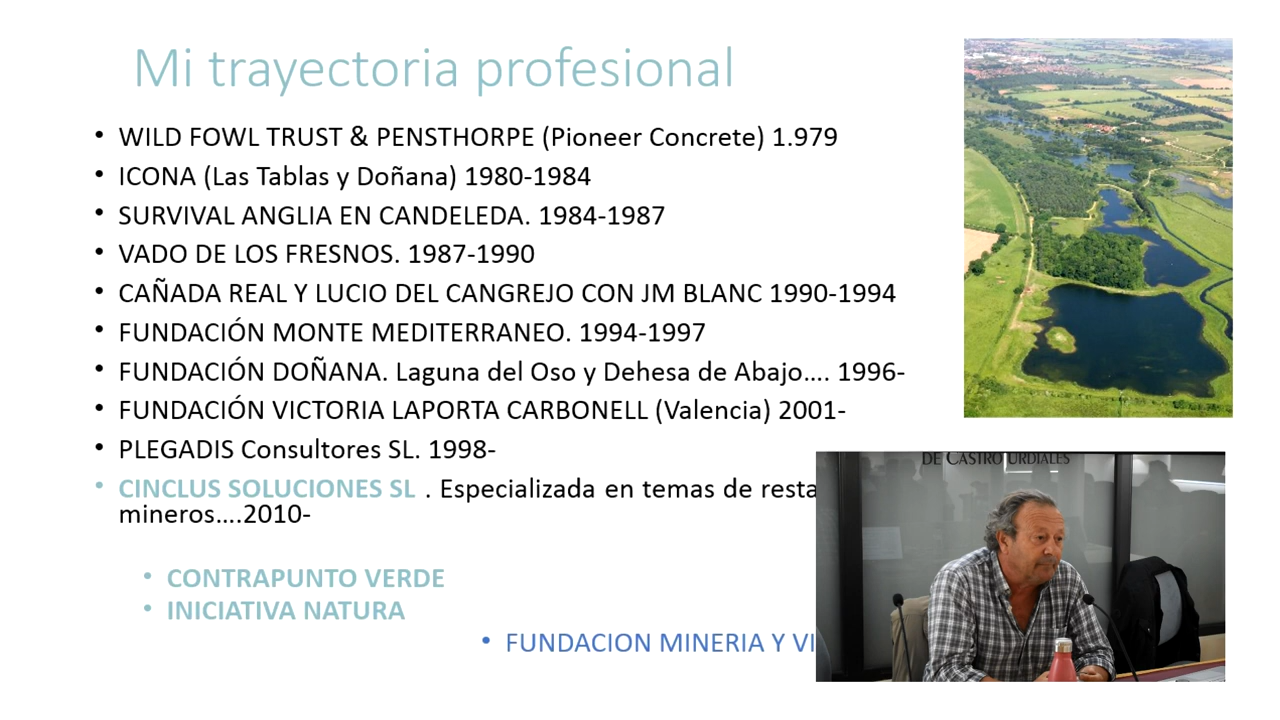 Mi trayectoria profesional
• WILD FOWL TRUST & PENSTHORPE (Pioneer Concrete) 1.979
• ICONA (Las Tablas y Doñana) 1980-1984
• SURVIVAL ANGLIA EN CANDELEDA. 1984-1987
• VADO DE LOS FRESNOS. 1987-1990
• CAÑADA REAL Y LUCIO DEL CANGREJO CON JM BLANC 1990-1994
• FUNDACIÓN MONTE MEDITERRANEO. 1994-1997
• FUNDACIÓN DOÑANA. Laguna del Oso y Dehesa de Abajo…. 1996-
• FUNDACIÓN VICTORIA LAPORTA CARBONELL (Valencia) 2001-
• PLEGADIS Consultores SL. 1998-
• CINCLUS SOLUCIONES SL . Especializada en temas de resta
mineros….2010-
• CONTRAPUNTO VERDE
• INICIATIVA NATURA
• FUNDACION MINERIA Y VI
DE CASTRO URDIALES